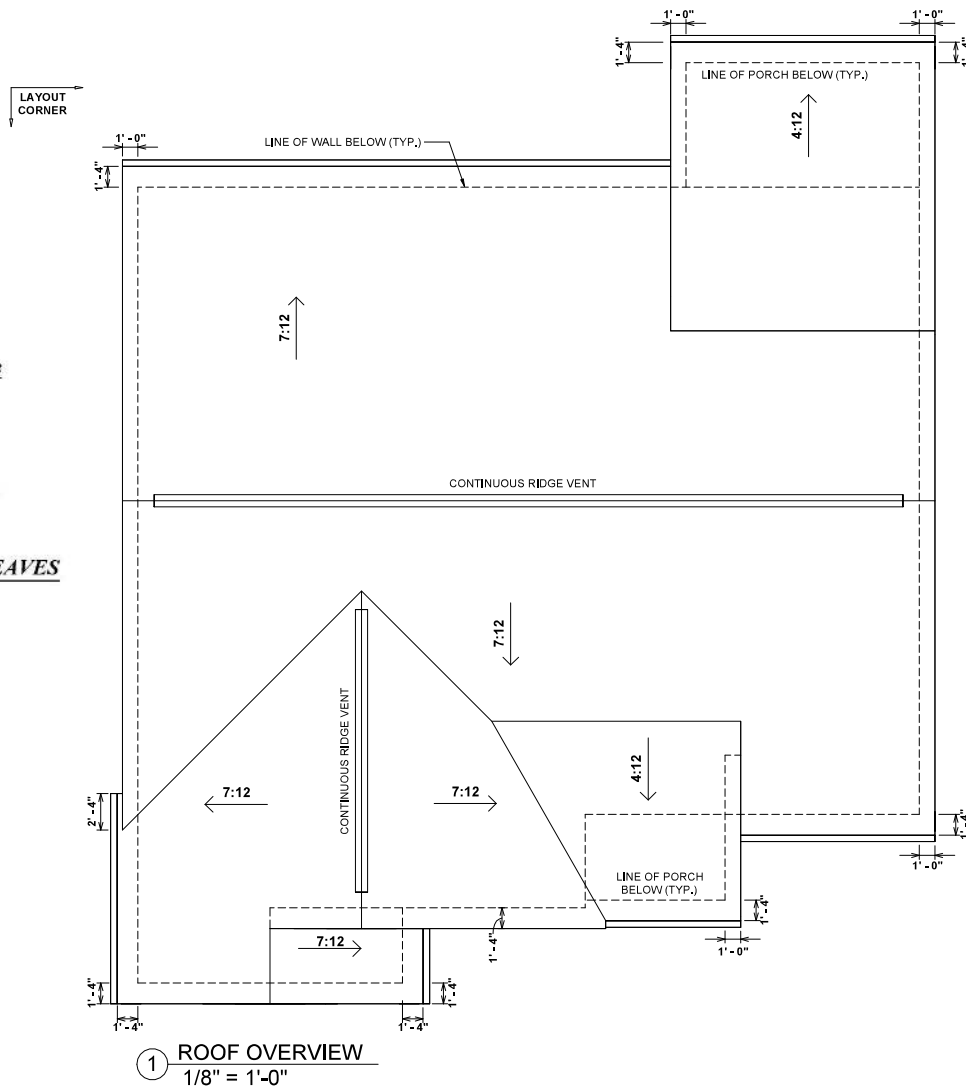 1'-0"
1'-0"
1'-4"
1'-4"
LINE OF PORCH BELOW (TYP.)
4:12
LAYOUT
CORNER
1'-0"
LINE OF WALL BELOW (TYP.)
1'-4"
7:12
CONTINUOUS RIDGE VENT
EAVES
7:12
CONTINUOUS RIDGE VENT
4:12
2'-4"
7:12
7:12
1'-4"
1'-0"
LINE OF PORCH
BELOW (TYP.)
1'-4"
1'-4"
1'-0"
7:12
1'-4"
1'-4"
1'-4"
1'-4"
1
ROOF OVERVIEW
1/8" = 1'-0"